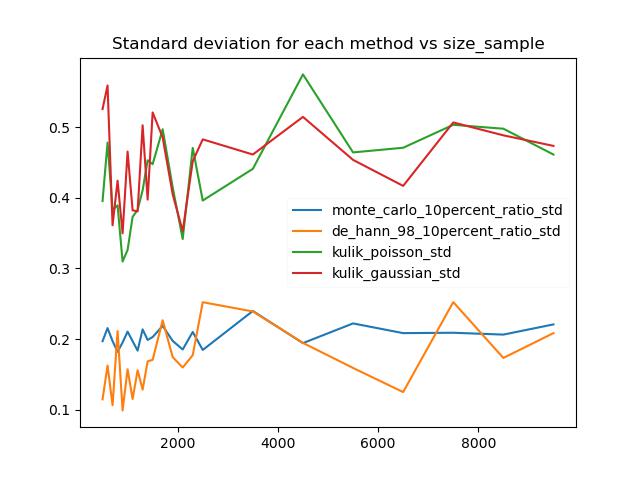 Standard deviation for each method vs size_sample
0.5
0.4
0.3
0.2
0.1
monte_carlo_10percent_ratio_std
de_hann_98_10percent_ratio_std
kulik_poisson_std
kulik_gaussian_std
2000 4000 6000 8000